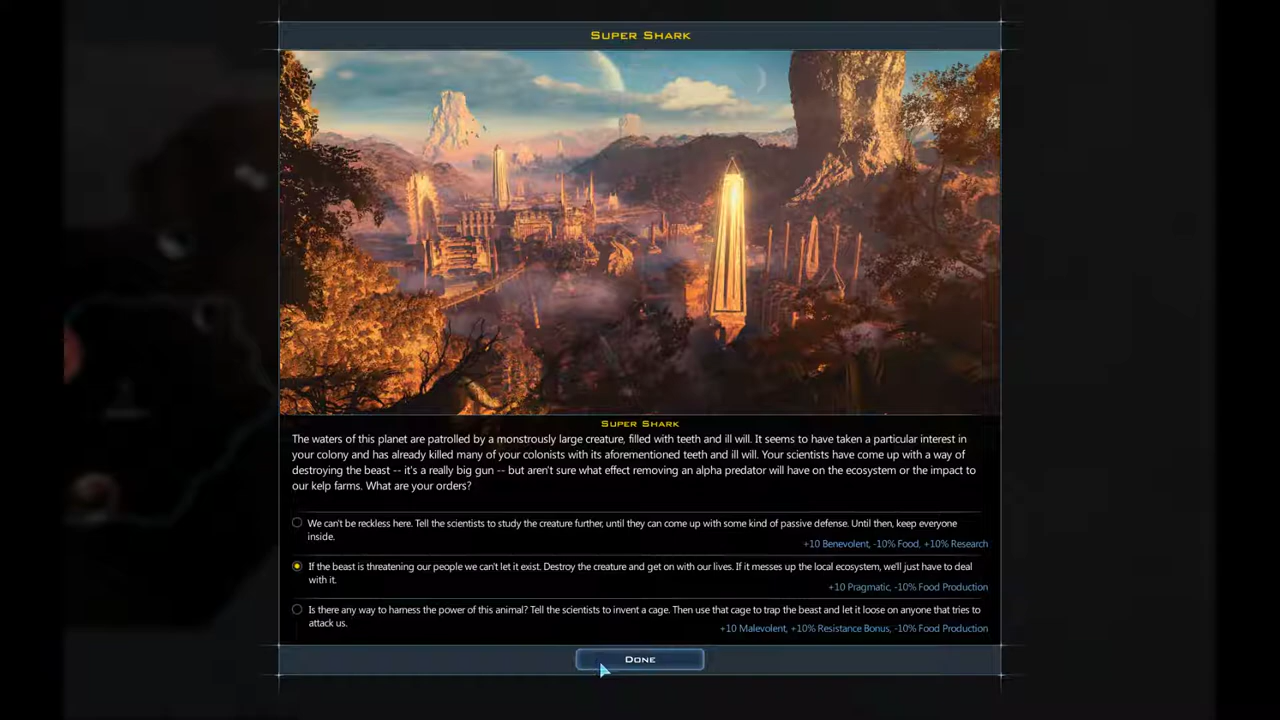 Super Shark
Super Shark
The waters of this planet are patrolled by a monstrously large creature, filled with teeth and ill will. It seems to have taken a particular interest in
your colony and has already killed many of your colonists with its aforementioned teeth and ill will. Your scientists have come up with a way of
destroying the beast -- it's a really big gun -- but aren't sure what effect removing an alpha predator will have on the ecosystem or the impact to
our kelp farms. What are your orders?
We can't be reckless here. Tell the scientists to study the creature further, until they can come up with some kind of passive defense. Until then, keep everyone
inside.
+10 Benevolent, -10% Food, +10% Research
If the beast is threatening our people we can't let it exist. Destroy the creature and get on with our lives. If it messes up the local ecosystem, we'll just have to deal
with it.
+10 Pragmatic, -10% Food Production
Is there any way to harness the power of this animal? Tell the scientists to invent a cage. Then use that cage to trap the beast and let it loose on anyone that tries to
attack us.
+10 Malevolent, +10% Resistance Bonus, -10% Food Production
Done